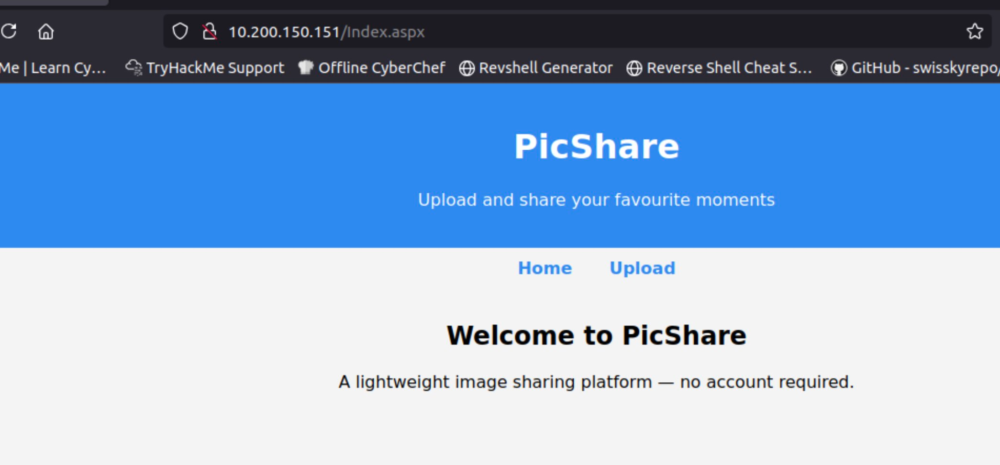 10.200.150.151/Index.aspx
Me | Learn Cy… TryHackMe Support Offline CyberChef Revshell Generator Reverse Shell Cheat S… GitHub - swisskyrepo/
PicShare
Upload and share your favourite moments
Home Upload
Welcome to PicShare
A lightweight image sharing platform — no account required.